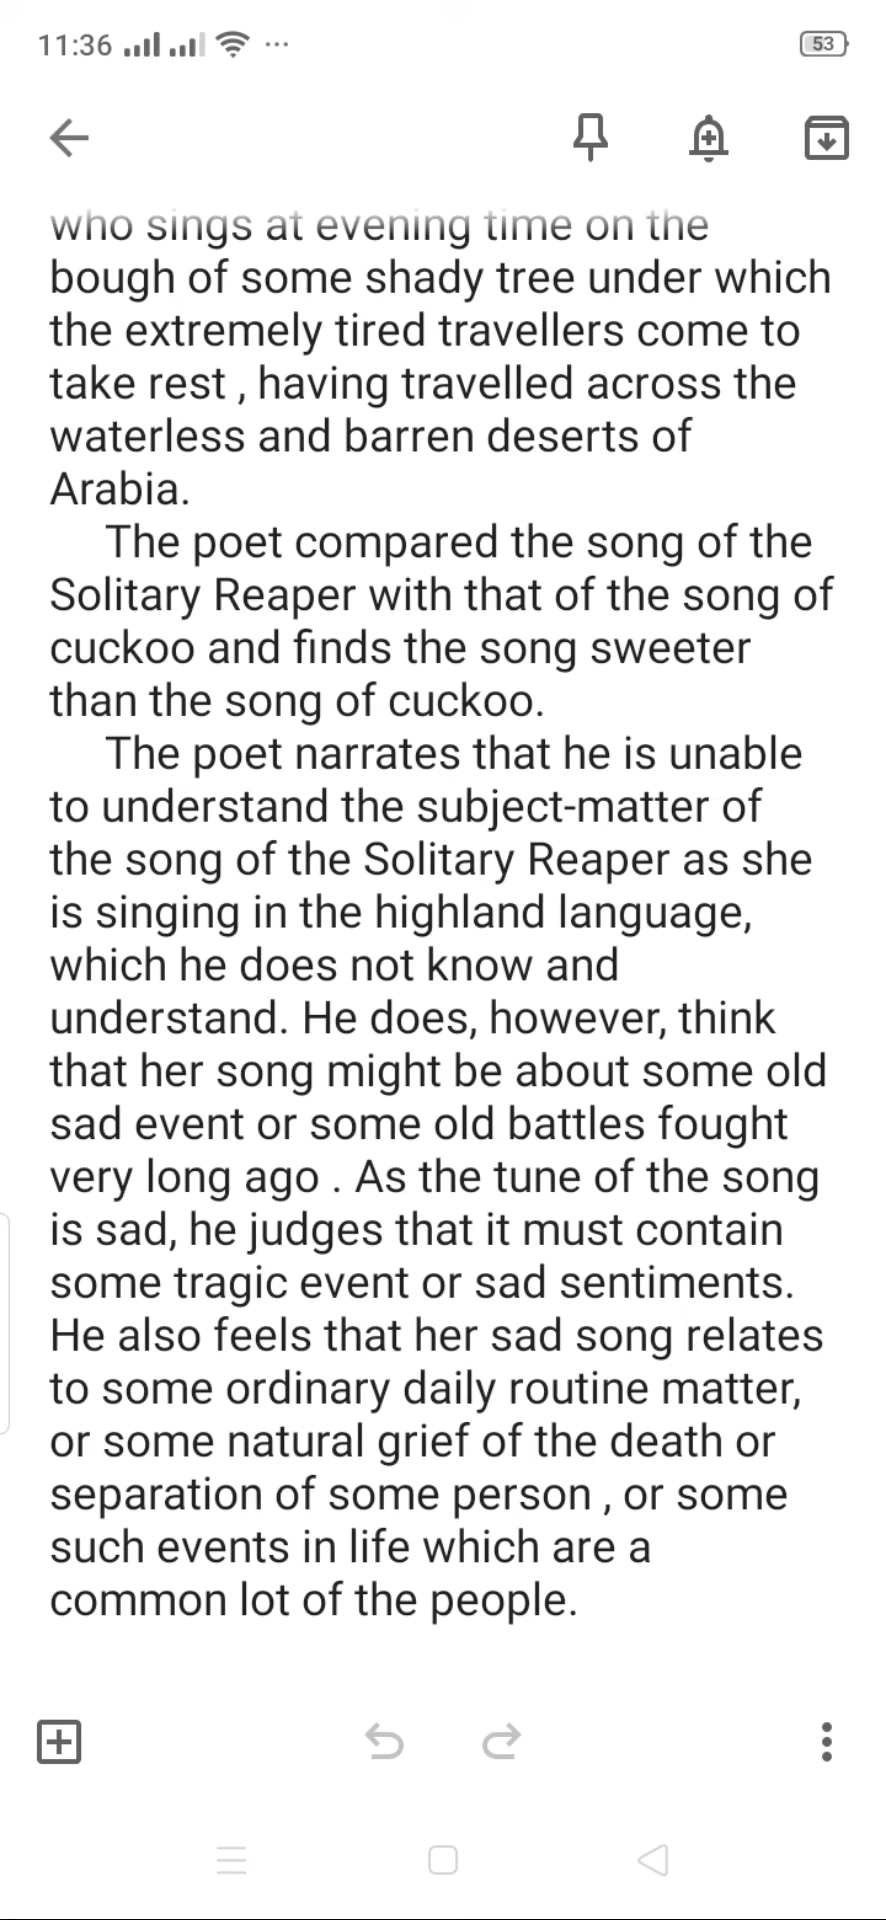 11:36
53
who sings at evening time on the
bough of some shady tree under which
the extremely tired travellers come to
take rest , having travelled across the
waterless and barren deserts of
Arabia.
The poet compared the song of the
Solitary Reaper with that of the song of
cuckoo and finds the song sweeter
than the song of cuckoo.
The poet narrates that he is unable
to understand the subject-matter of
the song of the Solitary Reaper as she
is singing in the highland language,
which he does not know and
understand. He does, however, think
that her song might be about some old
sad event or some old battles fought
very long ago . As the tune of the song
is sad, he judges that it must contain
some tragic event or sad sentiments.
He also feels that her sad song relates
to some ordinary daily routine matter,
or some natural grief of the death or
separation of some person , or some
such events in life which are a
common lot of the people.